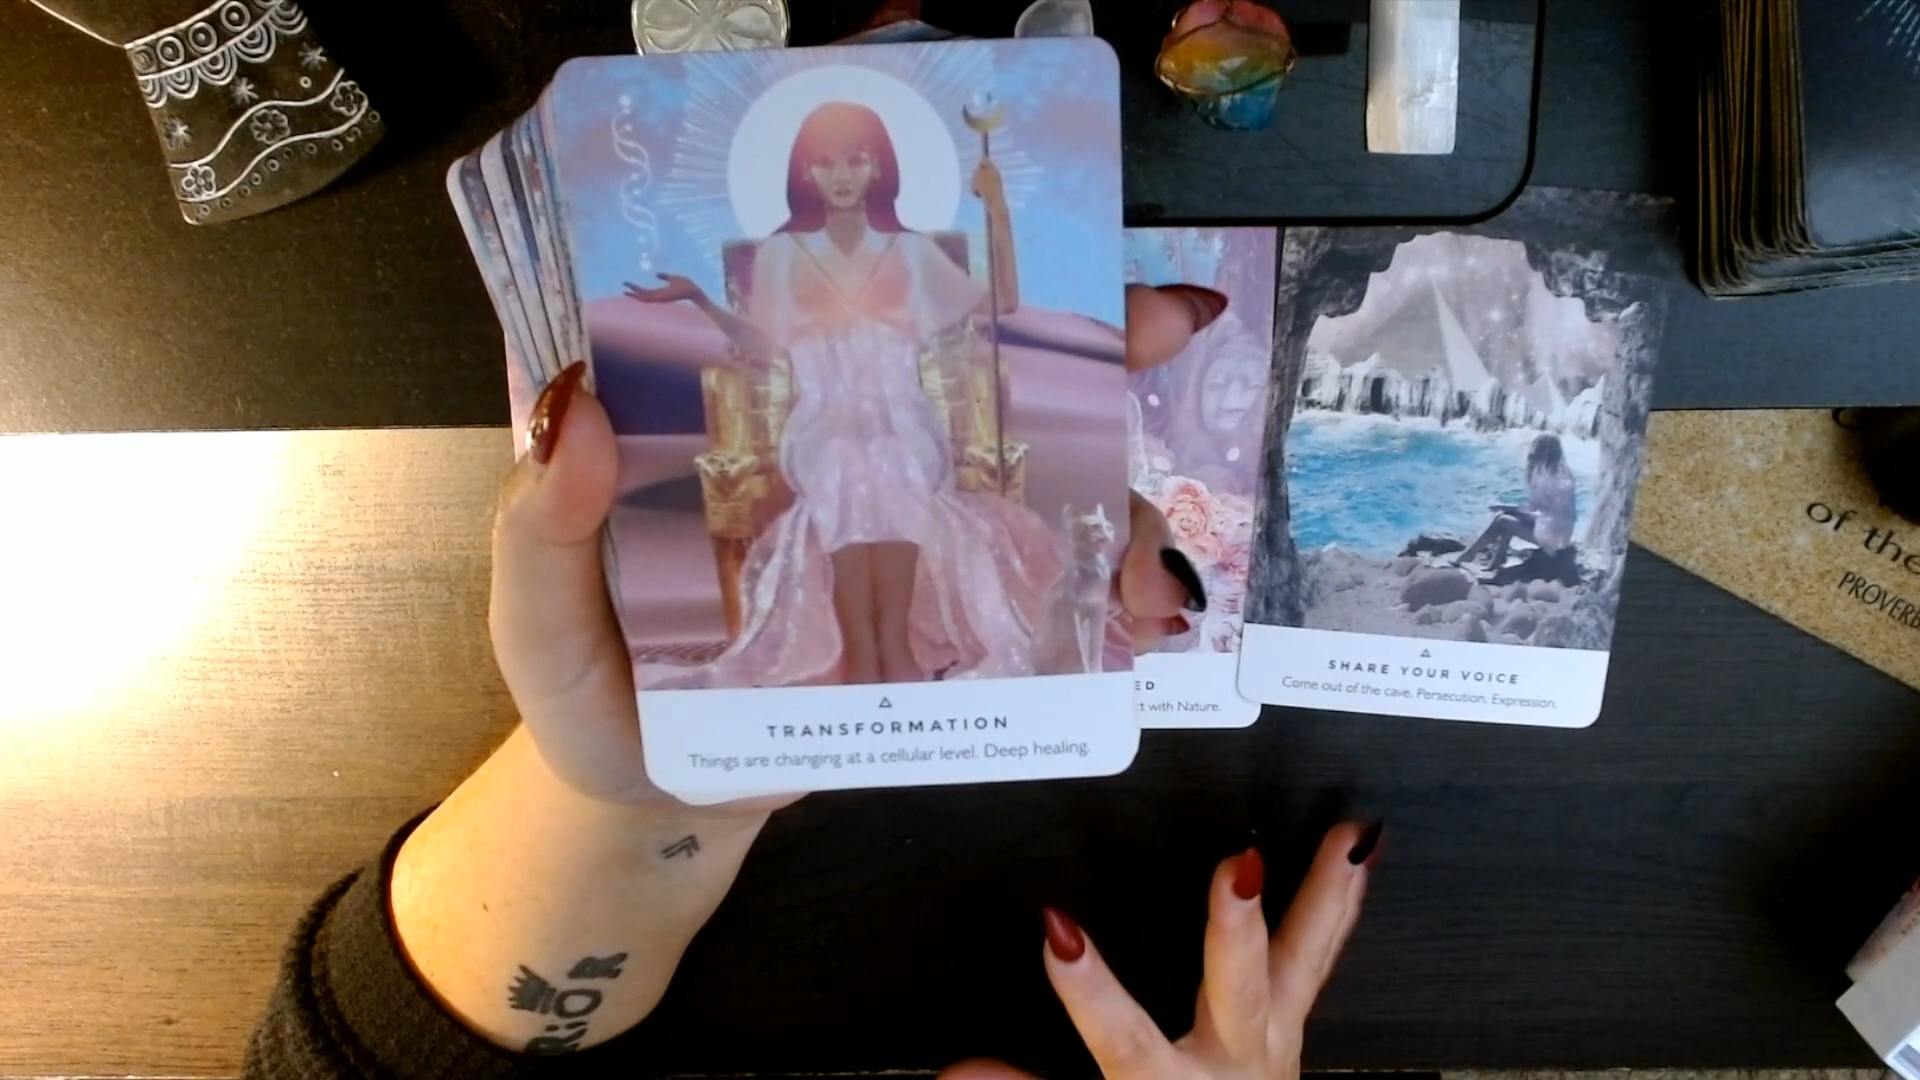 TRANSFORMATION
Things are changing at a cellular level. Deep healing.
ED
t with Nature.
SHARE YOUR VOICE
Come out of the cave. Persecution. Expression.
of the
PROVERB
RIOR